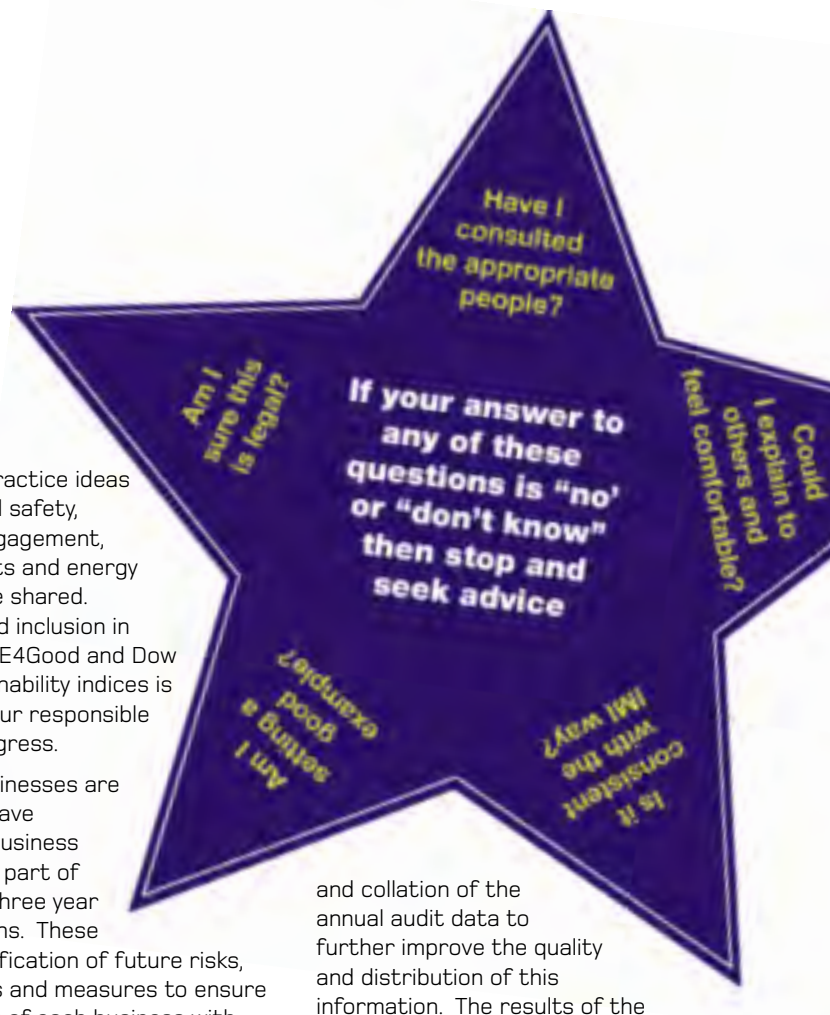 Have I
consulted
the appropriate
people?
Am I
sure this
is legal?
If your answer to
any of these
questions is “no’
or “don't know”
then stop and
seek advice
Could
I explain to
others and
feel comfortable?
Am I
setting a
good
example?
Is it
consistent
with the
IMI way?
ractice ideas
safety,
gagement,
ts and energy
shared.
d inclusion in
E4Good and Dow
nability indices is
ur responsible
gress.
inesses are
ave
usiness
part of
hree year
ns. These
fication of future risks,
s and measures to ensure
of each business with
and collation of the
annual audit data to
further improve the quality
and distribution of this
information. The results of the